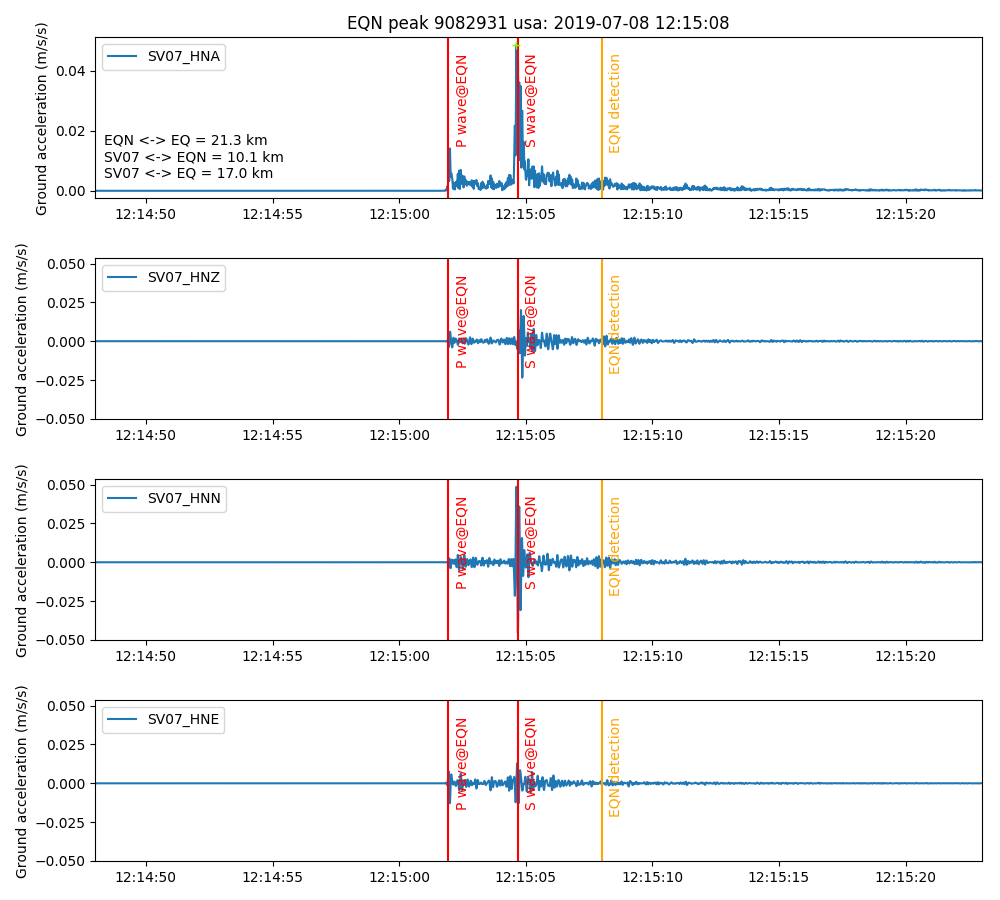 EQN peak 9082931 usa: 2019-07-08 12:15:08
Ground acceleration (m/s/s)
0.04
0.02
0.00
SV07_HNA
EQN <-> EQ = 21.3 km
SV07 <-> EQN = 10.1 km
SV07 <-> EQ = 17.0 km
P wave@EQN
S wave@EQN
EQN detection
12:14:50 12:14:55 12:15:00 12:15:05 12:15:10 12:15:15 12:15:20
Ground acceleration (m/s/s)
0.050
0.025
0.000
−0.025
−0.050
SV07_HNZ
P wave@EQN
S wave@EQN
EQN detection
12:14:50 12:14:55 12:15:00 12:15:05 12:15:10 12:15:15 12:15:20
Ground acceleration (m/s/s)
0.050
0.025
0.000
−0.025
−0.050
SV07_HNN
P wave@EQN
S wave@EQN
EQN detection
12:14:50 12:14:55 12:15:00 12:15:05 12:15:10 12:15:15 12:15:20
Ground acceleration (m/s/s)
0.050
0.025
0.000
−0.025
−0.050
SV07_HNE
P wave@EQN
S wave@EQN
EQN detection
12:14:50 12:14:55 12:15:00 12:15:05 12:15:10 12:15:15 12:15:20